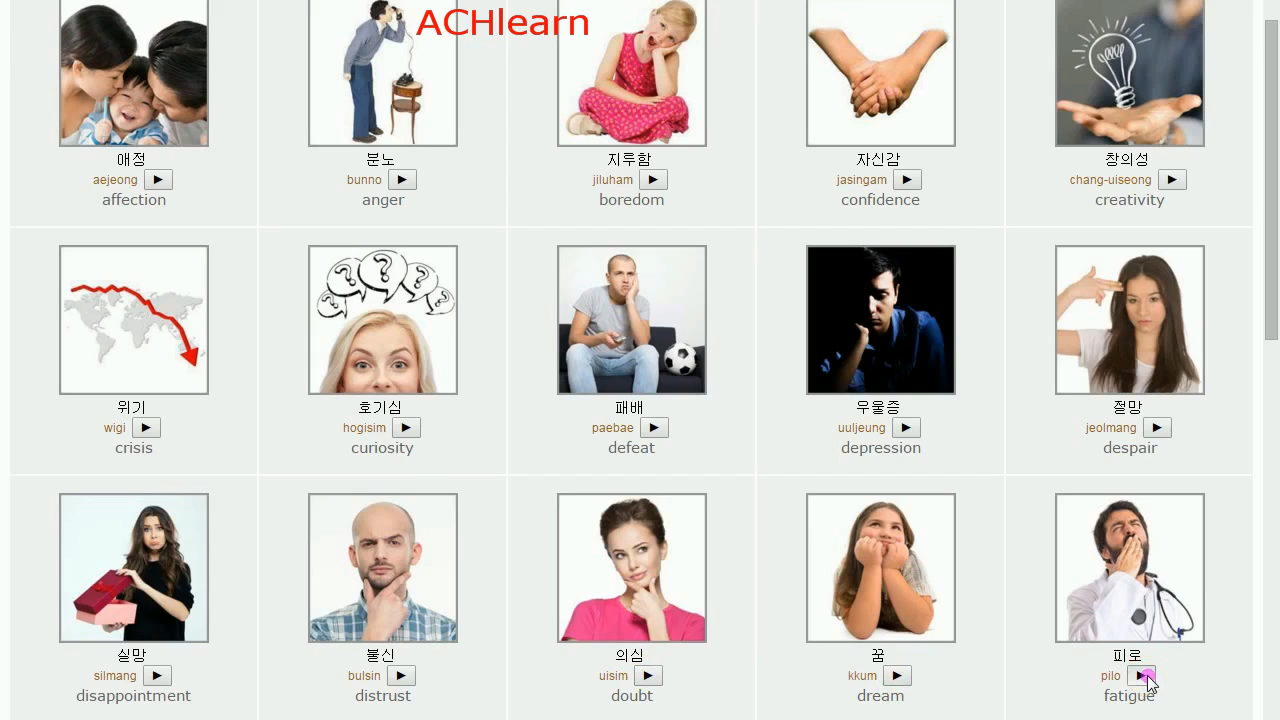 ACHlearn
애정
aejeong
affection
분노
bunno
anger
지루함
jiluham
boredom
자신감
jasingam
confidence
창의성
chang-uiseong
creativity
위기
wigi
crisis
호기심
hogisim
curiosity
패배
paebae
defeat
우울증
uuljeung
depression
절망
jeolmang
despair
실망
silmang
disappointment
불신
bulsin
distrust
의심
uisim
doubt
꿈
kkum
dream
피로
pilo
fatigue